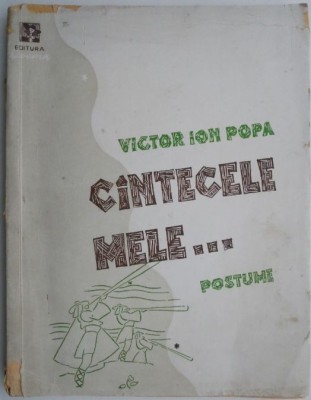 EDITURA
VICTOR ION POPA
CÎNTECELE
MELE...
POSTUME